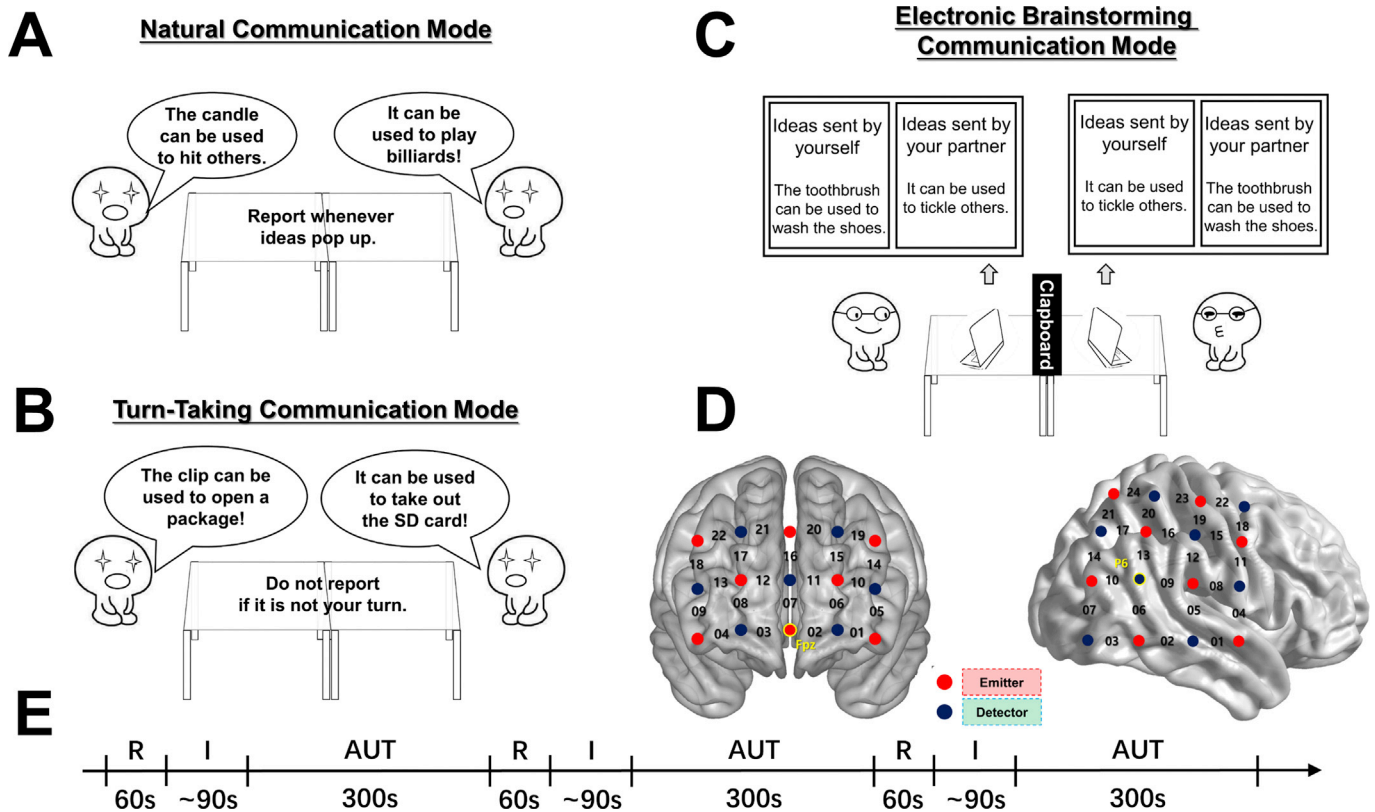 A
Natural Communication Mode
The candle
can be used
to hit others.
It can be
used to play
billiards!
Report whenever
ideas pop up.
B
Turn-Taking Communication Mode
The clip can be
used to open a
package!
It can be used
to take out
the SD card!
Do not report
if it is not your turn.
C
Electronic Brainstorming
Communication Mode
Ideas sent by
yourself
The toothbrush
can be used to
wash the shoes.
Ideas sent by
your partner
It can be used
to tickle others.
Ideas sent by
yourself
It can be used
to tickle others.
Ideas sent by
your partner
The toothbrush
can be used to
wash the shoes.
Clapboard
E
D
22 21 20 19
18 17 16 15 14
13 12 11 10
09 08 07 06 05
04 03 02 01
Fpz
24 23 22
21 20 19 18
17 16 15
14 13 12 11
P6
10 09 08
07 06 05 04
03 02 01
Emitter
Detector
E
R I AUT R I AUT R I AUT
60s ~90s 300s 60s ~90s 300s 60s ~90s 300s